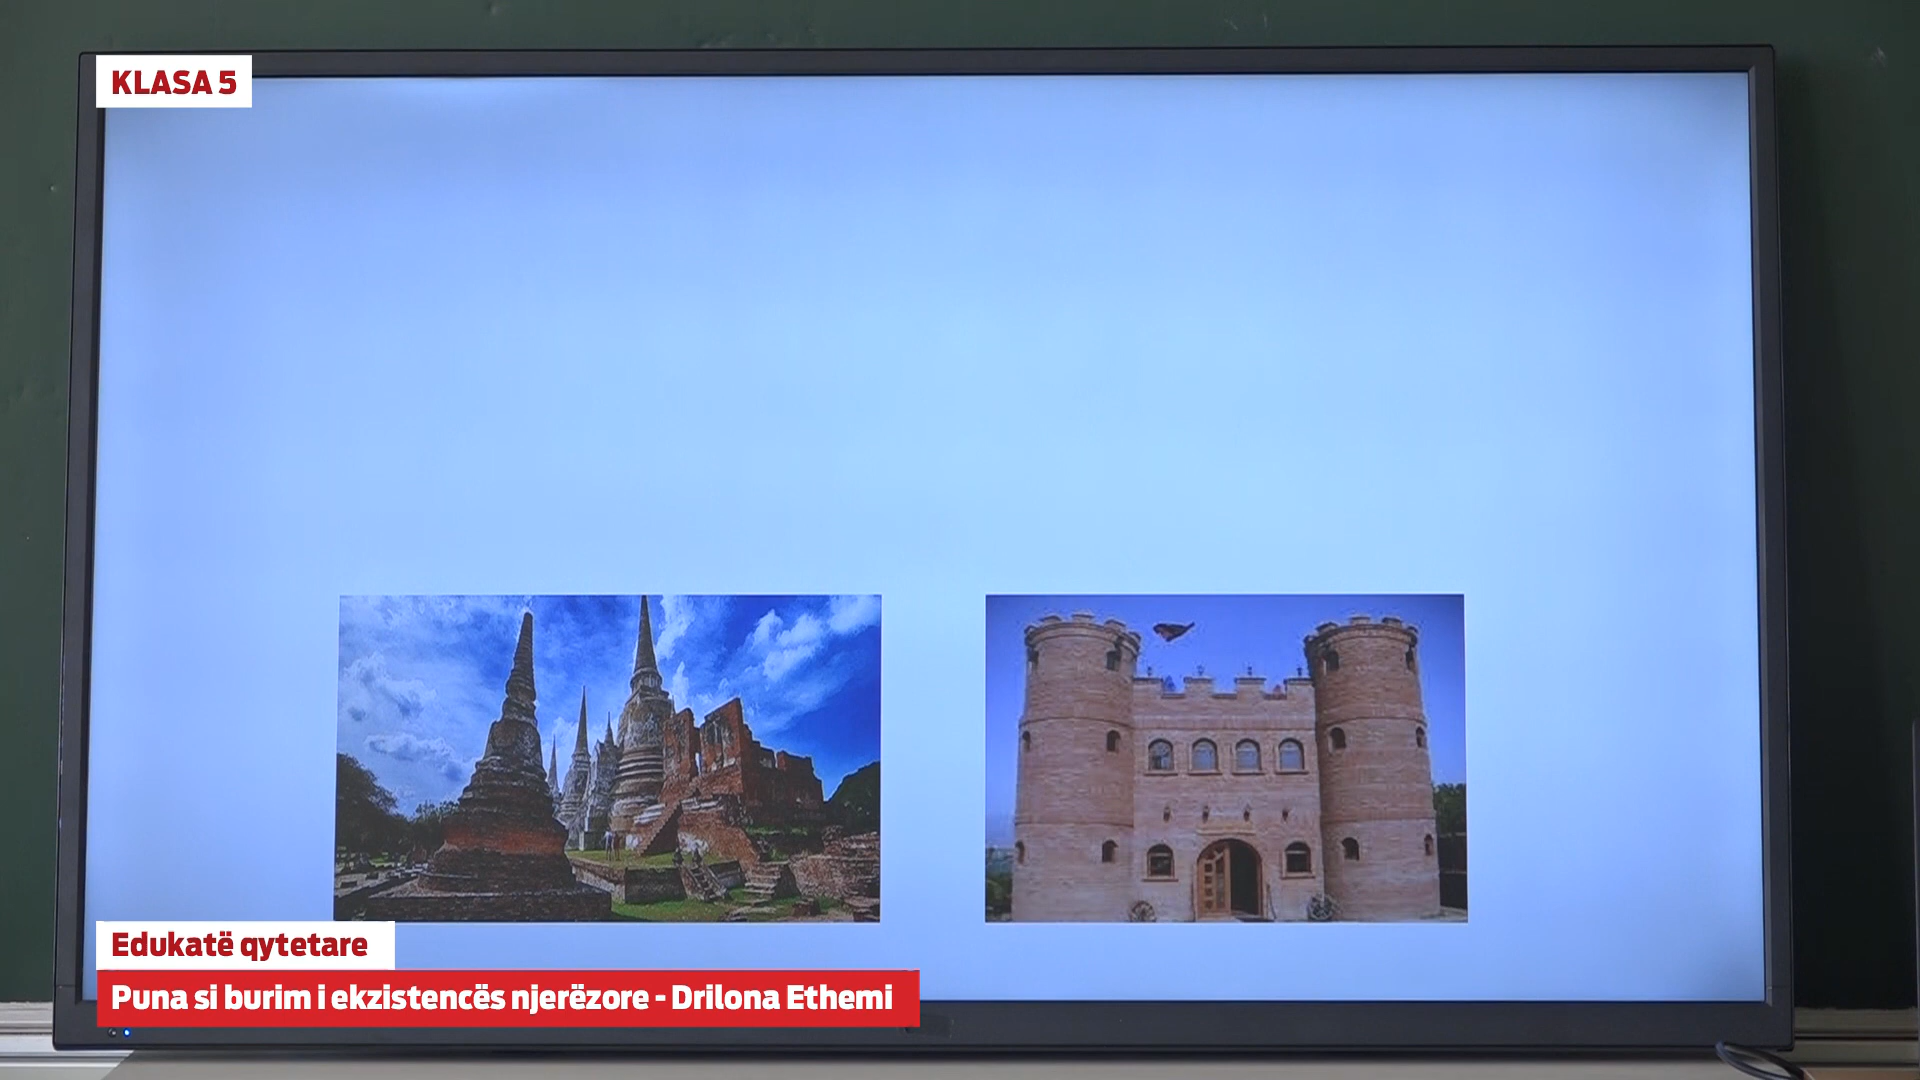 KLASA 5
Edukatë qytetare
Puna si burim i ekzistencës njerëzore - Drilona Ethemi